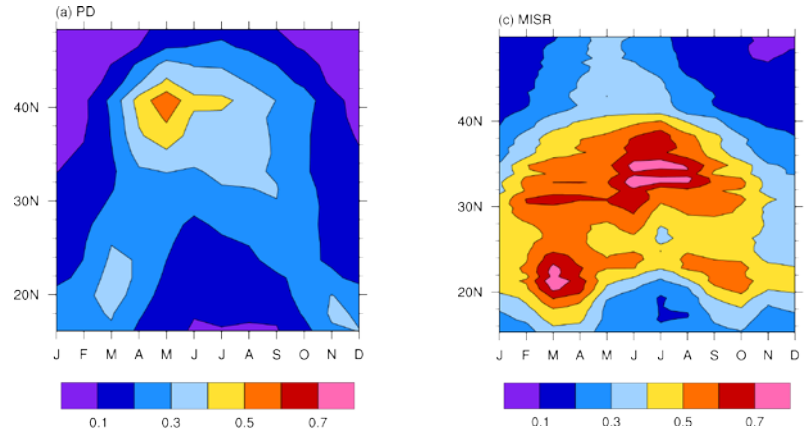 (a) PD
40N
30N
20N
J F M A M J J A S O N D
0.1 0.3 0.5 0.7
(c) MISR
40N
30N
20N
J F M A M J J A S O N D
0.1 0.3 0.5 0.7